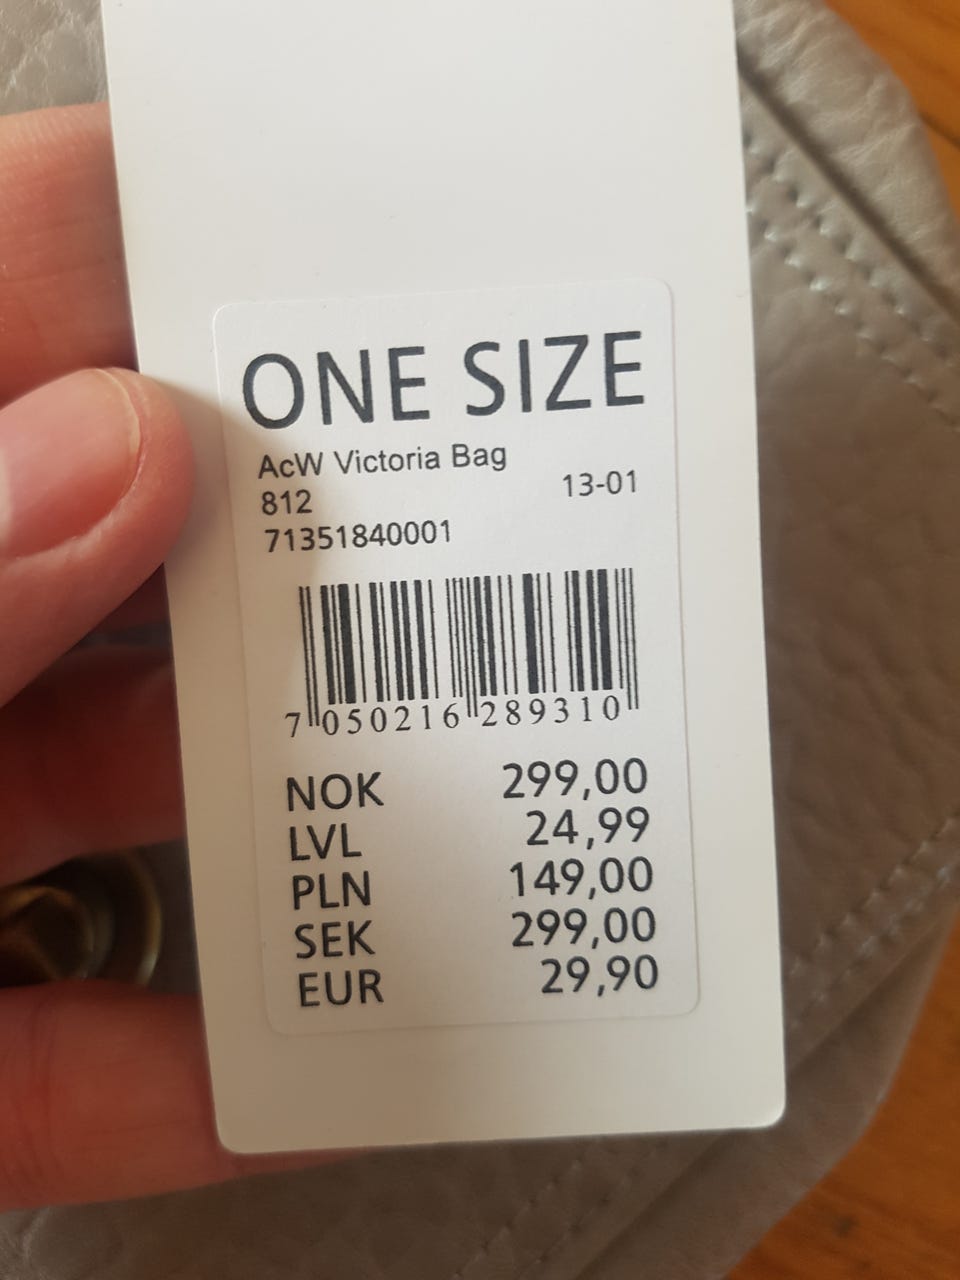 ONE SIZE
AcW Victoria Bag
812 13-01
71351840001
7 050216 289310
NOK 299,00
LVL 24,99
PLN 149,00
SEK 299,00
EUR 29,90